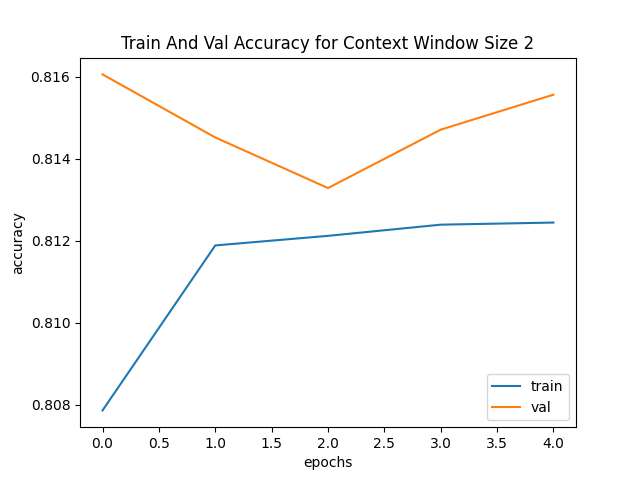 Train And Val Accuracy for Context Window Size 2
0.816
0.814
0.812
0.810
0.808
accuracy
train
val
0.0 0.5 1.0 1.5 2.0 2.5 3.0 3.5 4.0
epochs